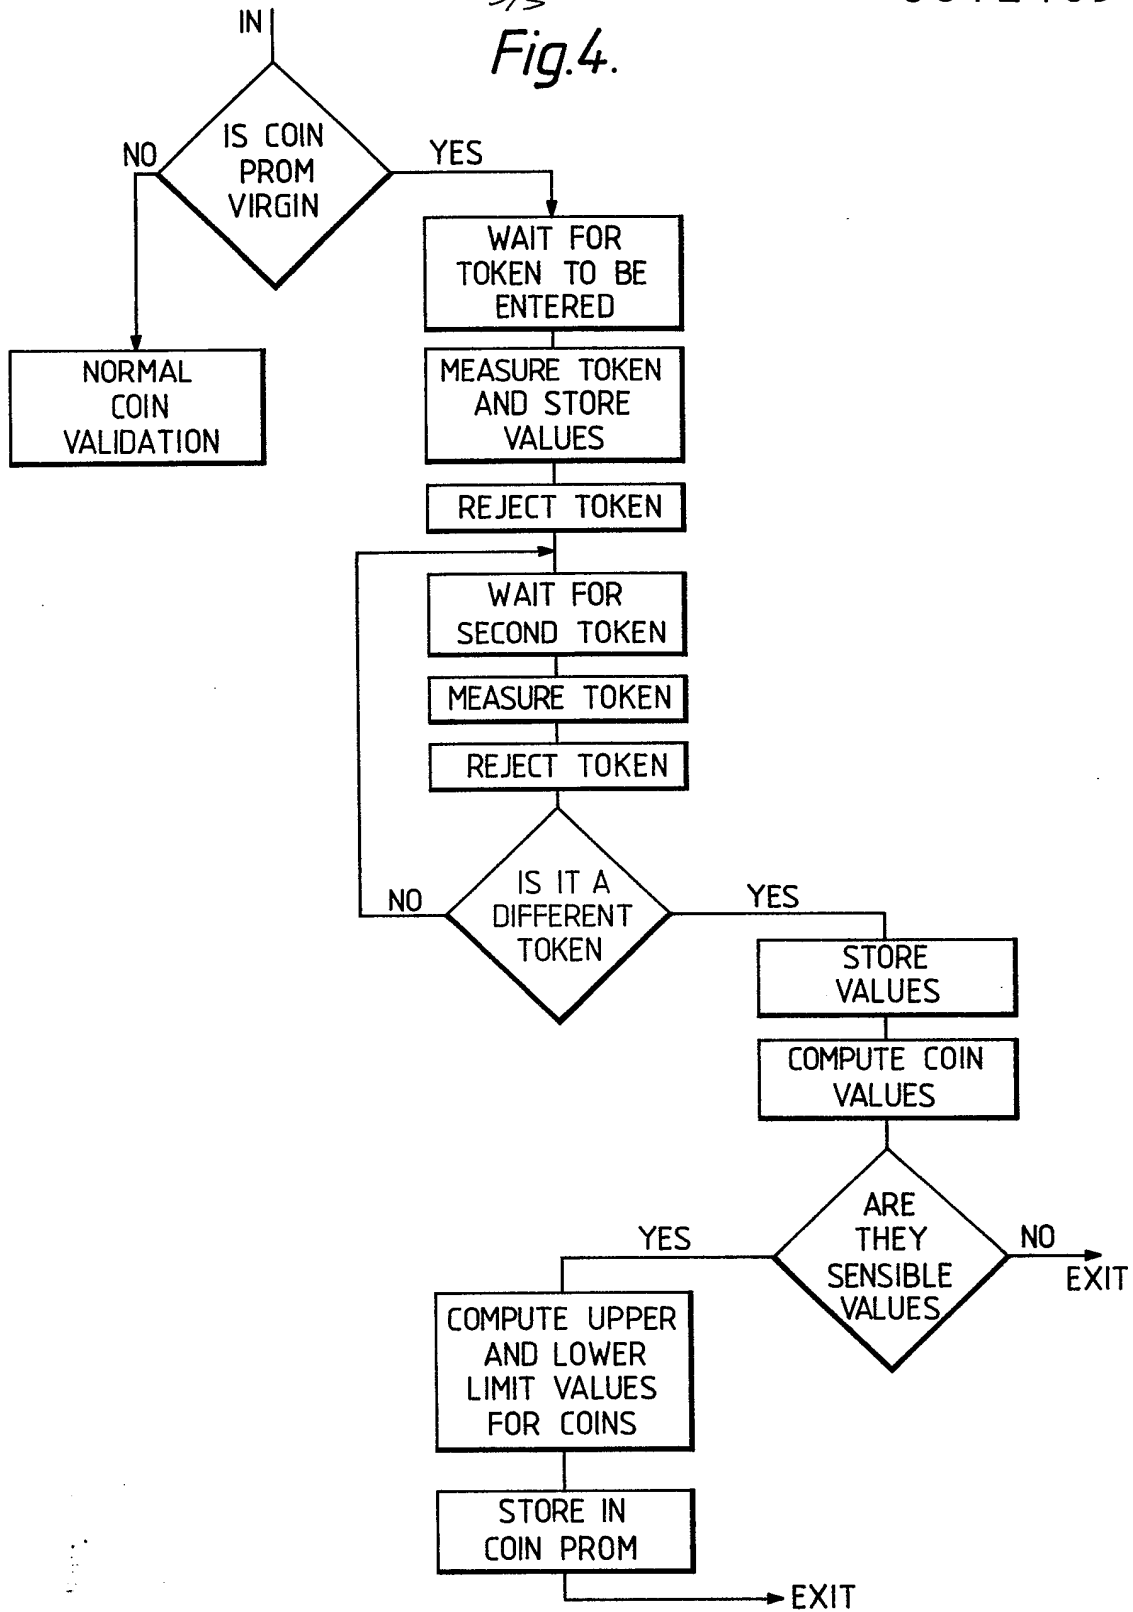 IN
Fig.4.
IS COIN
PROM
VIRGIN
NO
YES
WAIT FOR
TOKEN TO BE
ENTERED
NORMAL
COIN
VALIDATION
MEASURE TOKEN
AND STORE
VALUES
REJECT TOKEN
WAIT FOR
SECOND TOKEN
MEASURE TOKEN
REJECT TOKEN
IS IT A
DIFFERENT
TOKEN
NO
YES
STORE
VALUES
COMPUTE COIN
VALUES
ARE
THEY
SENSIBLE
VALUES
YES
NO
EXIT
COMPUTE UPPER
AND LOWER
LIMIT VALUES
FOR COINS
STORE IN
COIN PROM
EXIT